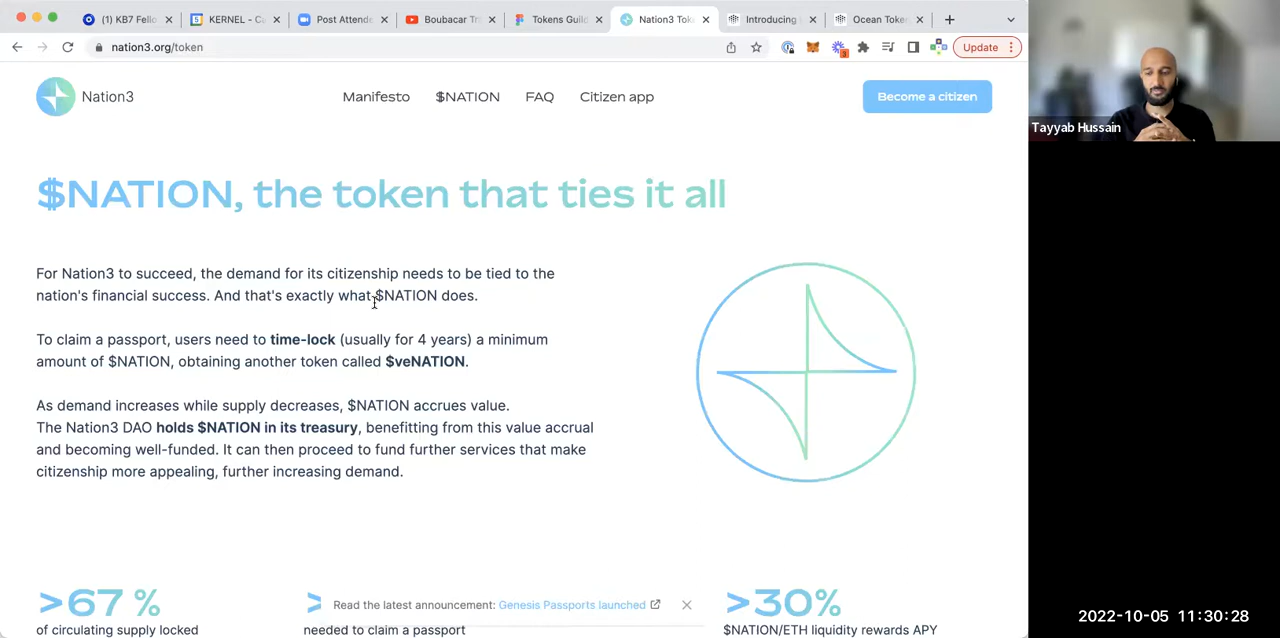 (1) KB7 Fello
KERNEL - Ca
Post Attende
Boubacar Tr
Tokens Guild
Nation3 Tok
Introducing
Ocean Toke
nation3.org/token
Update
3
Nation3
Manifesto
$NATION
FAQ
Citizen app
Become a citizen
Tayyab Hussain
$NATION, the token that ties it all
For Nation3 to succeed, the demand for its citizenship needs to be tied to the
nation's financial success. And that's exactly what $NATION does.
To claim a passport, users need to time-lock (usually for 4 years) a minimum
amount of $NATION, obtaining another token called $veNATION.
As demand increases while supply decreases, $NATION accrues value.
The Nation3 DAO holds $NATION in its treasury, benefitting from this value accrual
and becoming well-funded. It can then proceed to fund further services that make
citizenship more appealing, further increasing demand.
>67 %
of circulating supply locked
>
needed to claim a passport
Read the latest announcement: Genesis Passports launched
>30%
$NATION/ETH liquidity rewards APY
2022-10-05 11:30:28